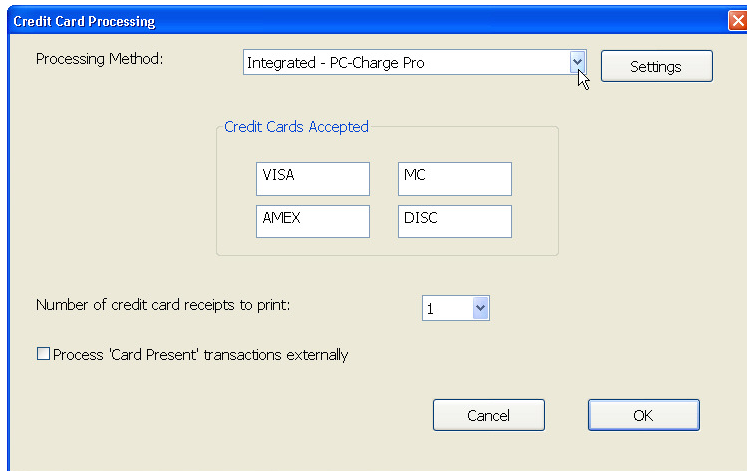 Credit Card Processing
Processing Method: Integrated - PC-Charge Pro Settings
Credit Cards Accepted
VISA MC
AMEX DISC
Number of credit card receipts to print: 1
Process 'Card Present' transactions externally
Cancel OK